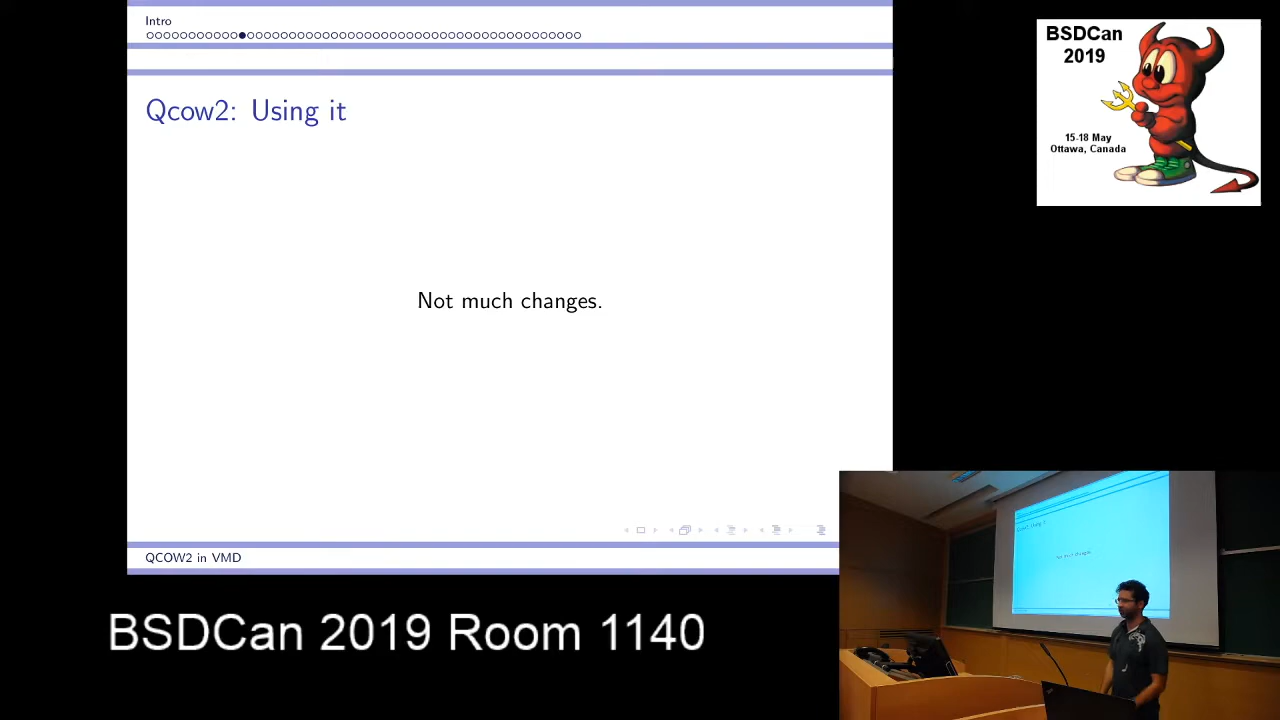 Intro
Qcow2: Using it
Not much changes.
QCOW2 in VMD
BSDCan
2019
15-18 May
Ottawa, Canada
BSDCan 2019 Room 1140